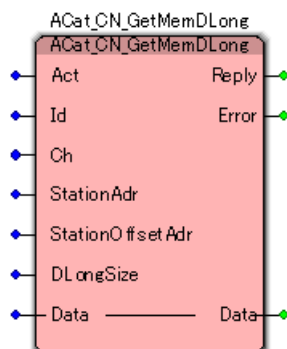 ACat_CN_GetMemDLong
ACat_CN_GetMemDLong
Act Reply
Id Error
Ch
StationAdr
StationOffsetAdr
DLongSize
Data Data